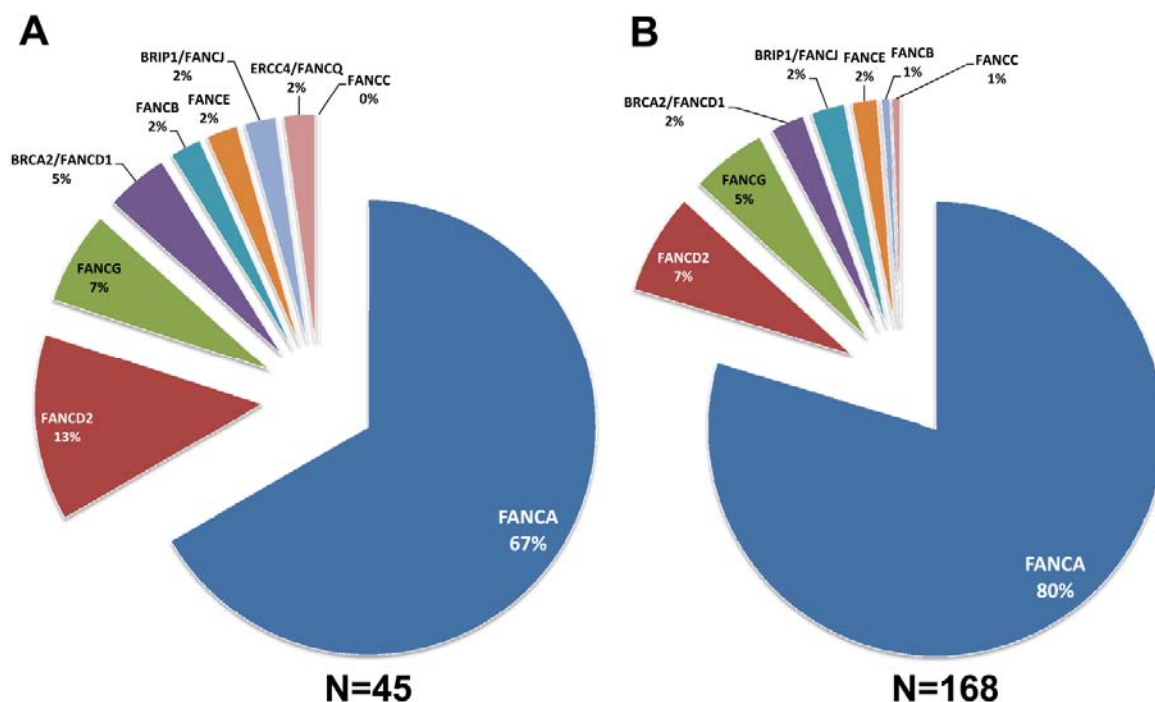 A
BRIP1/FANCJ
2%
ERCC4/FANCQ
2%
FANCC
0%
FANCB
2%
FANCE
2%
BRCA2/FANCD1
5%
FANCG
7%
FANCD2
13%
FANCA
67%
N=45
B
BRIP1/FANCJ
2%
FANCE
2%
FANCB
1%
FANCC
1%
BRCA2/FANCD1
2%
FANCG
5%
FANCD2
7%
FANCA
80%
N=168